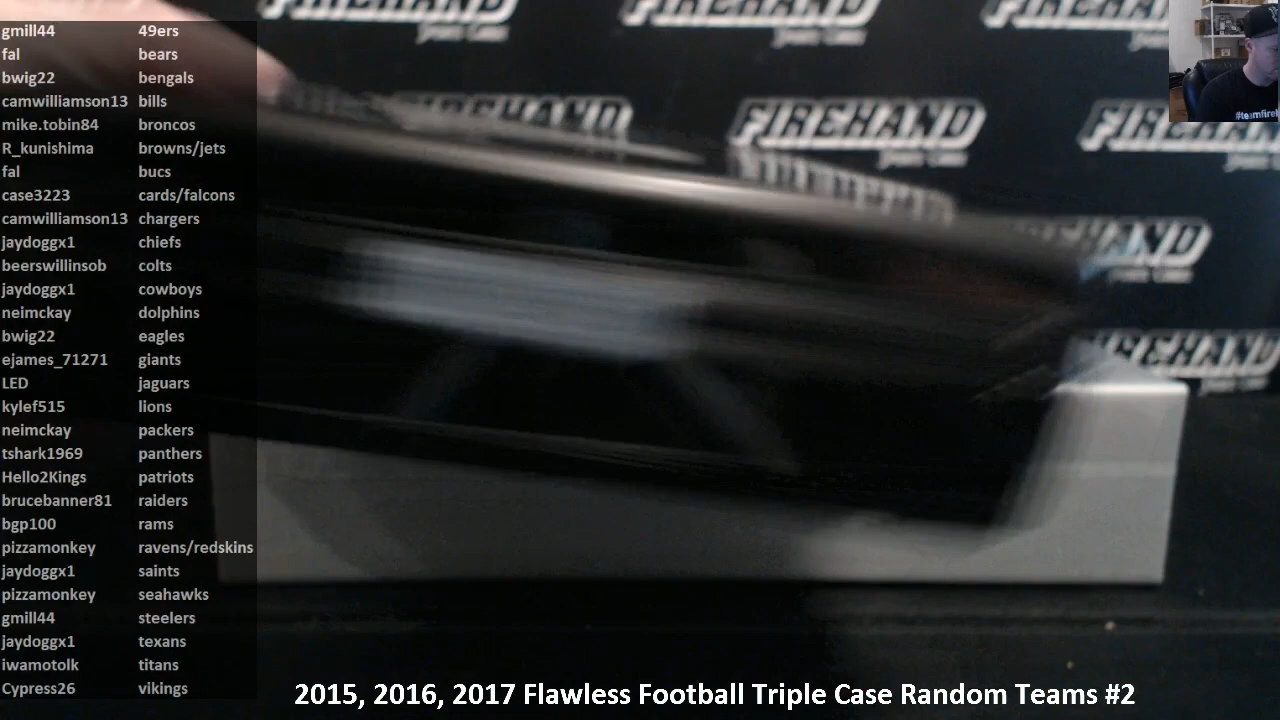 gmill44 49ers
fal bears
bwig22 bengals
camwilliamson13 bills
mike.tobin84 broncos
R_kunishima browns/jets
fal bucs
case3223 cards/falcons
camwilliamson13 chargers
jaydoggx1 chiefs
beerswillinsob colts
jaydoggx1 cowboys
neimckay dolphins
bwig22 eagles
ejames_71271 giants
LED jaguars
kylef515 lions
neimckay packers
tshark1969 panthers
Hello2Kings patriots
brucebanner81 raiders
bgp100 rams
pizzamonkey ravens/redskins
jaydoggx1 saints
pizzamonkey seahawks
gmill44 steelers
jaydoggx1 texans
iwamotolk titans
Cypress26 vikings
FIREHAND
FIREHAND
FIREHAND
FIREHAND
FIREHAND
FIREHAND
2015, 2016, 2017 Flawless Football Triple Case Random Teams #2